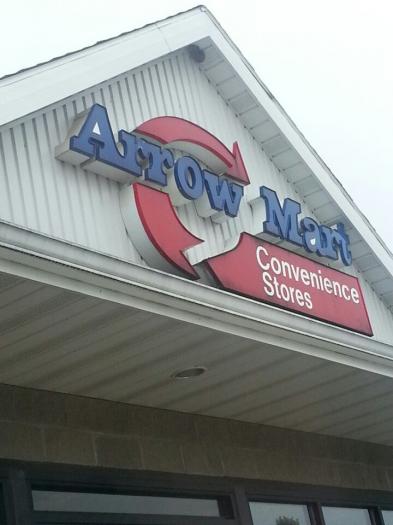 Arrow Mart
Convenience
Stores